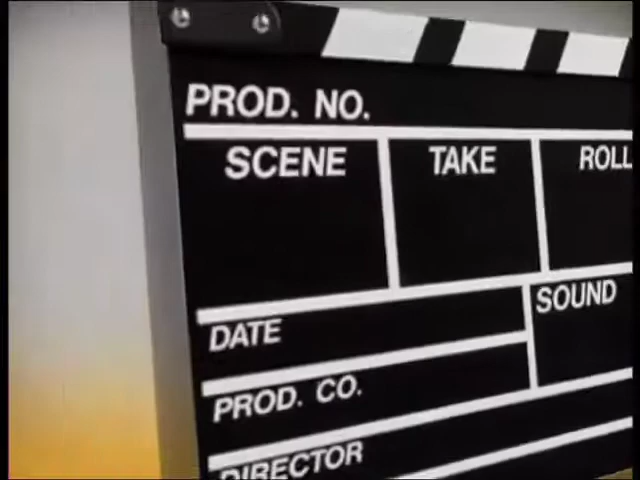 PROD. NO.
SCENE TAKE ROLL
DATE SOUND
PROD. CO.
DIRECTOR